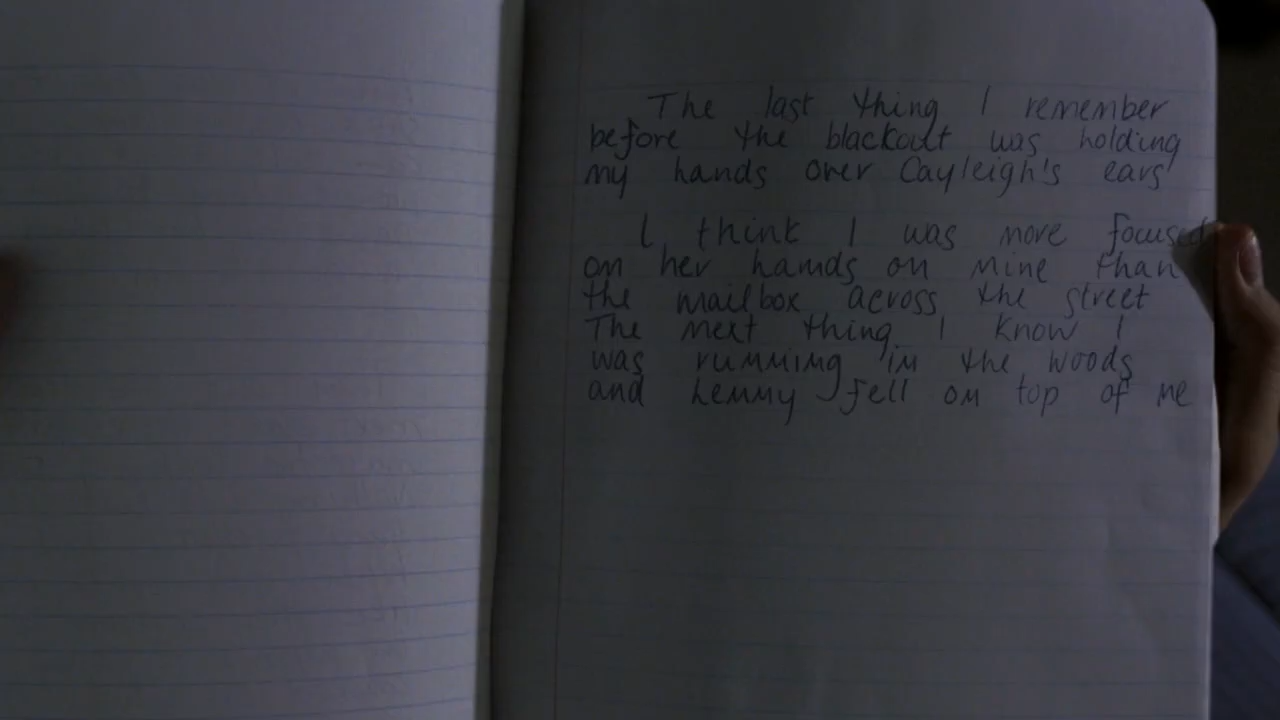 The last thing I remember
before the blackout was holding
my hands over Cayleigh's ears
I think I was more focused
on her hands on mine than
the mailbox across the street
The next thing I know I
was running in the woods
and Lemmy fell on top of me